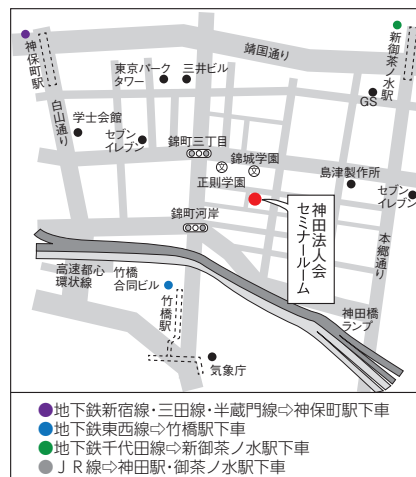 神保町駅
靖国通り
新御茶ノ水駅
東京パーク
タワー
三井ビル
GS
白山通り
学士会館
セブン
イレブン
錦町三丁目
錦城学園
文
文
正則学園
島津製作所
セブン
イレブン
錦町河岸
神田法人会
セミナールーム
本郷通り
高速都心
環状線
竹橋
合同ビル
竹橋駅
神田橋
ランプ
気象庁
●地下鉄新宿線・三田線・半蔵門線⇨神保町駅下車
●地下鉄東西線⇨竹橋駅下車
●地下鉄千代田線⇨新御茶ノ水駅下車
●JR線⇨神田駅・御茶ノ水駅下車